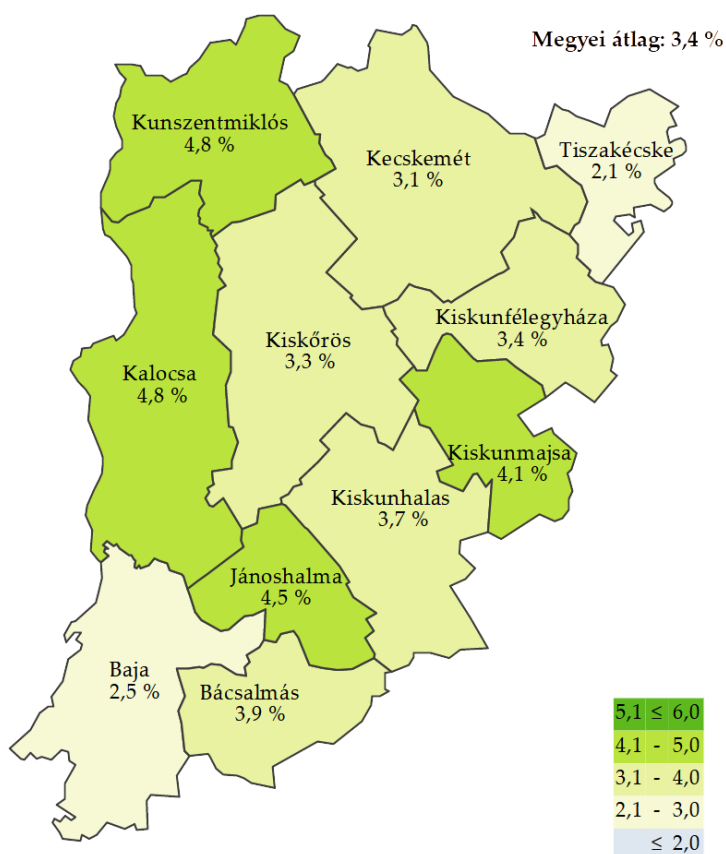 Megyei átlag: 3,4 %
Kunszentmiklós
4,8 %
Kecskemét
3,1 %
Tiszakécske
2,1 %
Kiskunfélegyháza
3,4 %
Kiskőrös
3,3 %
Kalocsa
4,8 %
Kiskunmajsa
4,1 %
Kiskunhalas
3,7 %
Jánoshalma
4,5 %
Baja
2,5 %
Bácsalmás
3,9 %
5,1 ≤ 6,0
4,1 - 5,0
3,1 - 4,0
2,1 - 3,0
≤ 2,0